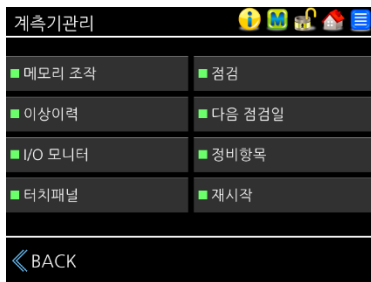 계측기관리
메모리 조작
점검
이상이력
다음 점검일
I/O 모니터
정비항목
터치패널
재시작
BACK